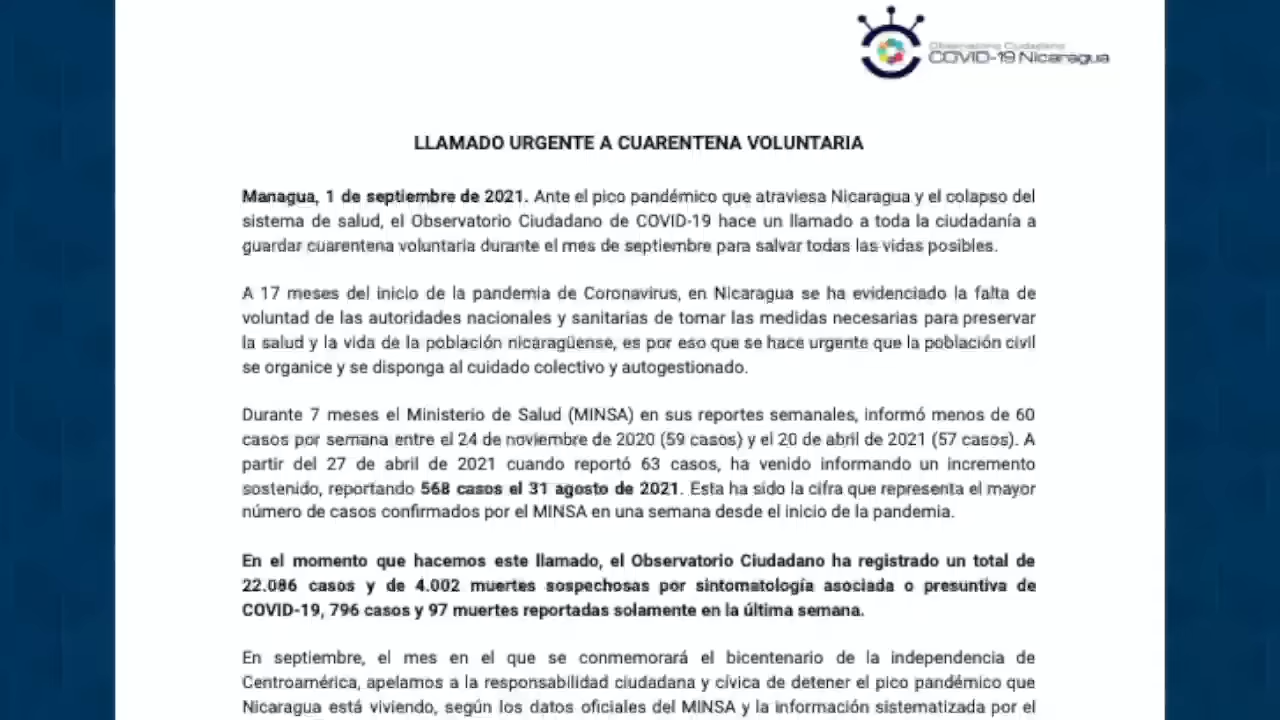 Observatorio Ciudadano
COVID-19 Nicaragua
LLAMADO URGENTE A CUARENTENA VOLUNTARIA
Managua, 1 de septiembre de 2021. Ante el pico pandémico que atraviesa Nicaragua y el colapso del
sistema de salud, el Observatorio Ciudadano de COVID-19 hace un llamado a toda la ciudadanía a
guardar cuarentena voluntaria durante el mes de septiembre para salvar todas las vidas posibles.
A 17 meses del inicio de la pandemia de Coronavirus, en Nicaragua se ha evidenciado la falta de
voluntad de las autoridades nacionales y sanitarias de tomar las medidas necesarias para preservar
la salud y la vida de la población nicaragüense, es por eso que se hace urgente que la población civil
se organice y se disponga al cuidado colectivo y autogestionado.
Durante 7 meses el Ministerio de Salud (MINSA) en sus reportes semanales, informó menos de 60
casos por semana entre el 24 de noviembre de 2020 (59 casos) y el 20 de abril de 2021 (57 casos). A
partir del 27 de abril de 2021 cuando reportó 63 casos, ha venido informando un incremento
sostenido, reportando 568 casos el 31 agosto de 2021. Esta ha sido la cifra que representa el mayor
número de casos confirmados por el MINSA en una semana desde el inicio de la pandemia.
En el momento que hacemos este llamado, el Observatorio Ciudadano ha registrado un total de
22.086 casos y de 4.002 muertes sospechosas por sintomatología asociada o presuntiva de
COVID-19, 796 casos y 97 muertes reportadas solamente en la última semana.
En septiembre, el mes en el que se conmemorará el bicentenario de la independencia de
Centroamérica, apelamos a la responsabilidad ciudadana y cívica de detener el pico pandémico que
Nicaragua está viviendo, según los datos oficiales del MINSA y la información sistematizada por el